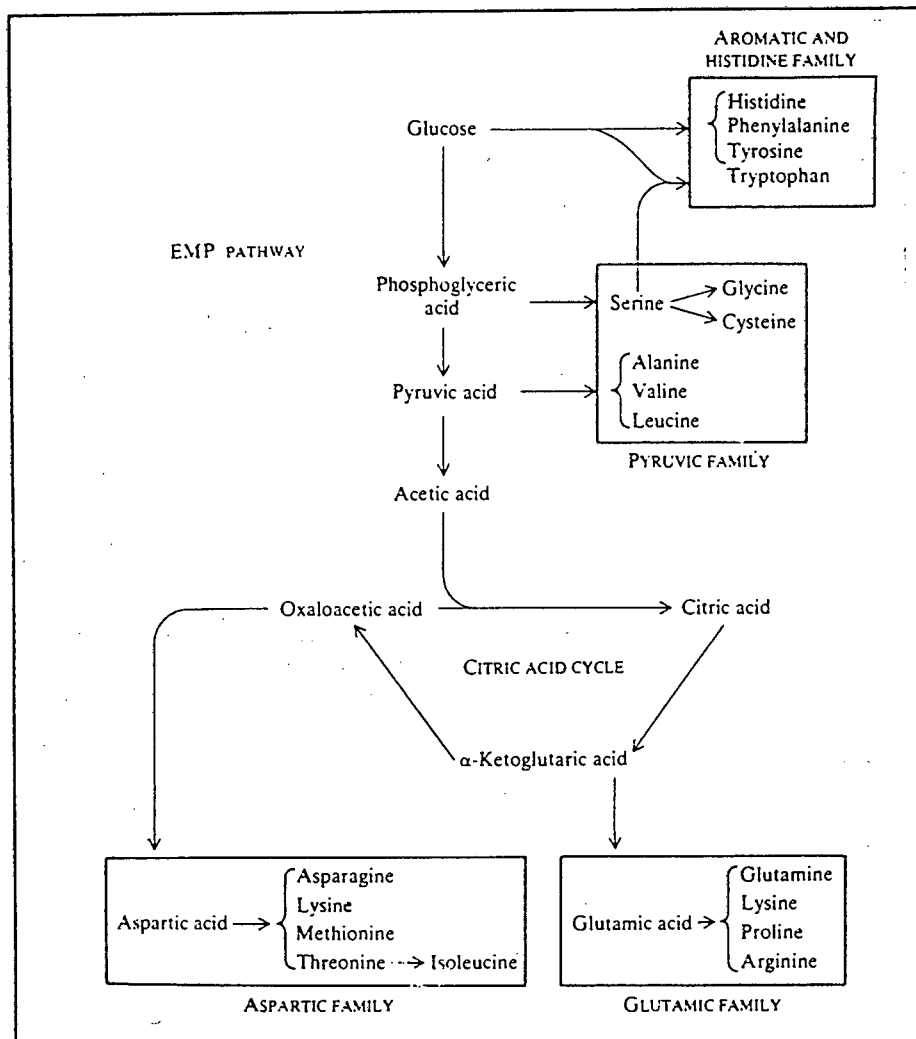 AROMATIC AND
HISTIDINE FAMILY
Histidine
Phenylalanine
Tyrosine
Tryptophan
Glucose
EMP PATHWAY
Phosphoglyceric
acid
Serine
Glycine
Cysteine
Pyruvic acid
Alanine
Valine
Leucine
PYRUVIC FAMILY
Acetic acid
Oxaloacetic acid
Citric acid
CITRIC ACID CYCLE
α-Ketoglutaric acid
Aspartic acid
Asparagine
Lysine
Methionine
Threonine
Isoleucine
ASPARTIC FAMILY
Glutamic acid
Glutamine
Lysine
Proline
Arginine
GLUTAMIC FAMILY